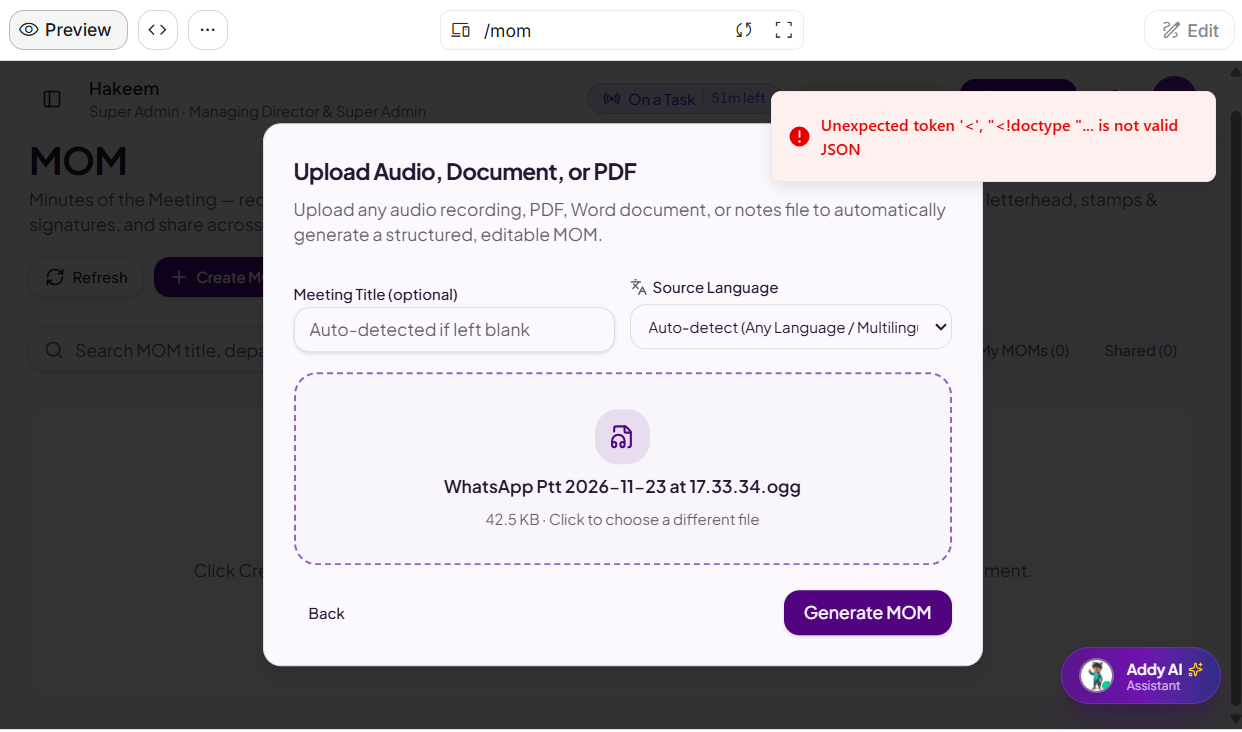 Preview
/mom
Edit
Hakeem
Super Admin · Managing Director & Super Admin
On a Task
51m left
Unexpected token '<', "<!doctype "... is not valid
JSON
MOM
Minutes of the Meeting — rec
letterhead, stamps &
signatures, and share across
Refresh
Create M
Search MOM title, depa
My MOMs (0)
Shared (0)
Upload Audio, Document, or PDF
Upload any audio recording, PDF, Word document, or notes file to automatically
generate a structured, editable MOM.
Meeting Title (optional)
Source Language
Auto-detected if left blank
Auto-detect (Any Language / Multilingu
WhatsApp Ptt 2026-11-23 at 17.33.34.ogg
42.5 KB · Click to choose a different file
Click Cre
ment.
Back
Generate MOM
Addy AI
Assistant